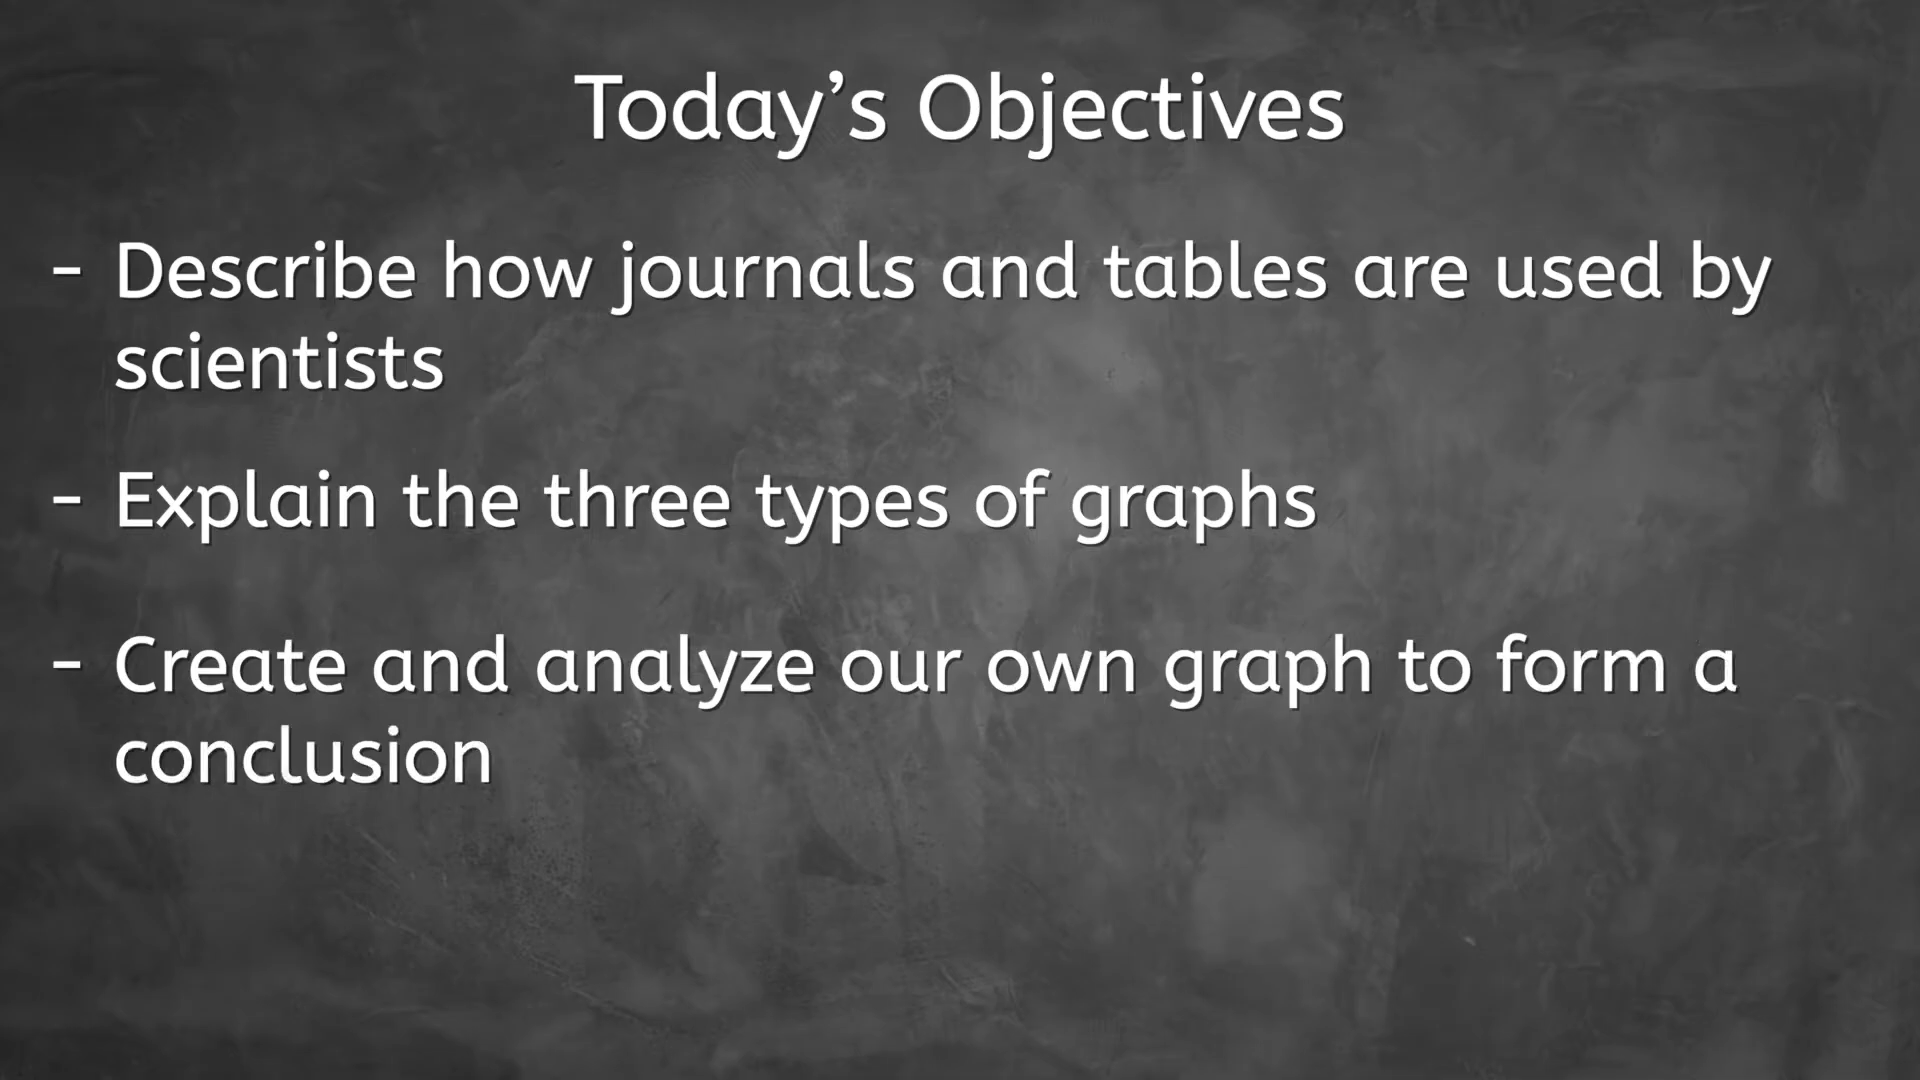 Today’s Objectives
- Describe how journals and tables are used by
scientists
- Explain the three types of graphs
- Create and analyze our own graph to form a
conclusion